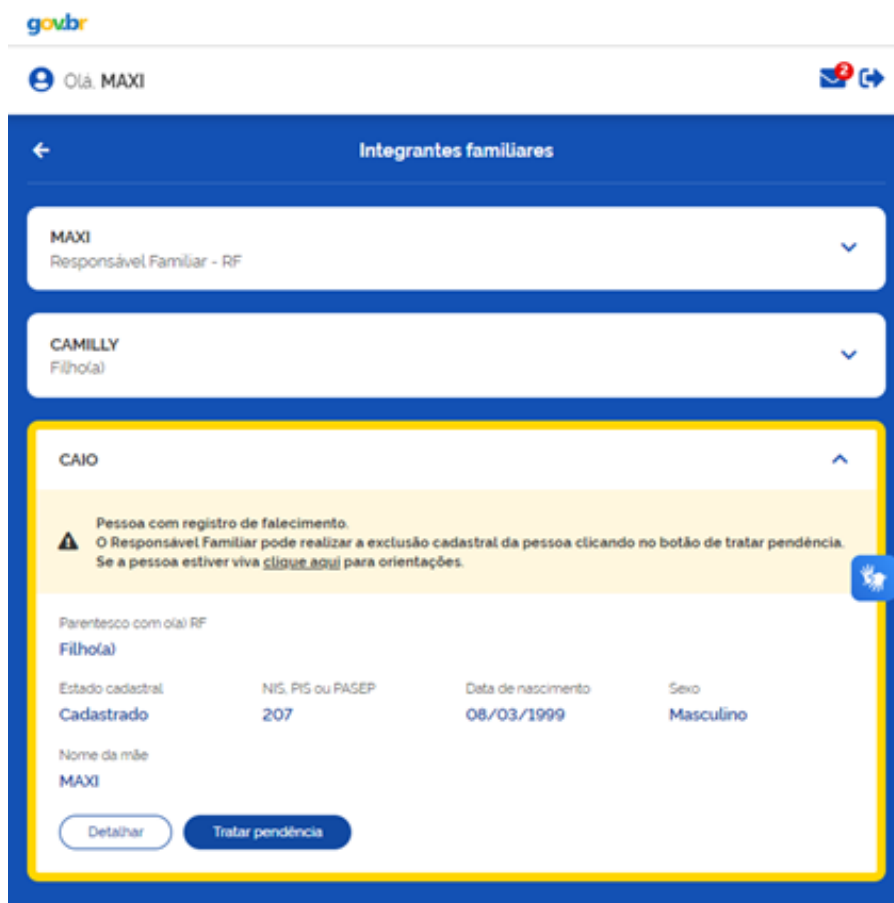 gov.br
Olá, MAXI
2
Integrantes familiares
MAXI
Responsável Familiar - RF
CAMILLY
Filho(a)
CAIO
Pessoa com registro de falecimento.
O Responsável Familiar pode realizar a exclusão cadastral da pessoa clicando no botão de tratar pendência.
Se a pessoa estiver viva clique aqui para orientações.
Parentesco com o(a) RF
Filho(a)
Estado cadastral NIS, PIS ou PASEP Data de nascimento Sexo
Cadastrado 207 08/03/1999 Masculino
Nome da mãe
MAXI
Detalhar Tratar pendência